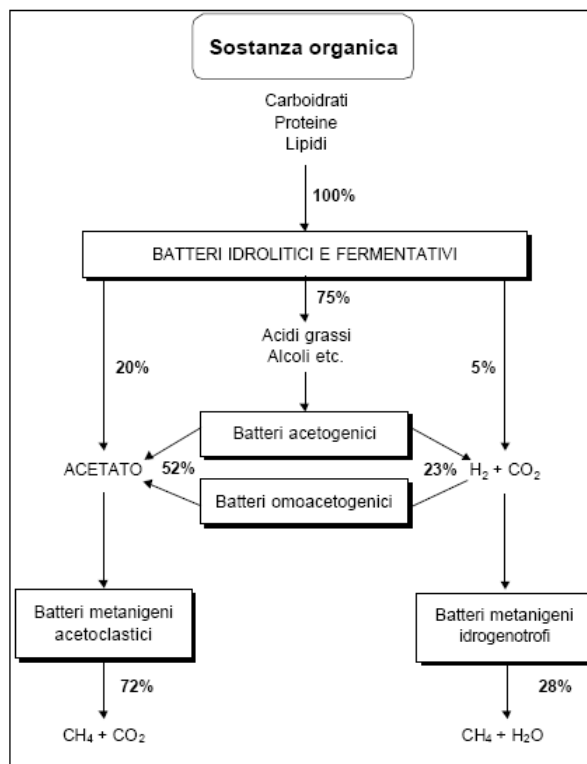 Sostanza organica
Carboidrati
Proteine
Lipidi
100%
BATTERI IDROLITICI E FERMENTATIVI
75%
Acidi grassi
Alcoli etc.
20%
5%
Batteri acetogenici
ACETATO
52%
23%
H₂ + CO₂
Batteri omoacetogenici
Batteri metanigeni
acetoclastici
Batteri metanigeni
idrogenotrofi
72%
28%
CH₄ + CO₂
CH₄ + H₂O